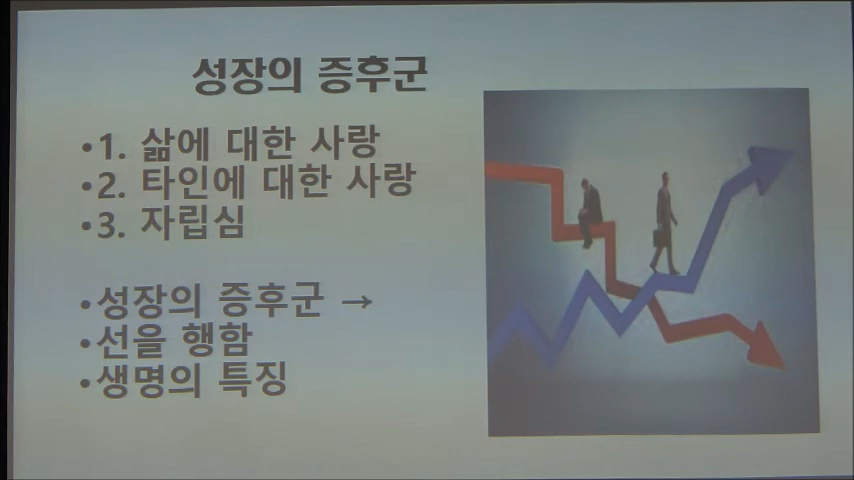 성장의 증후군
•1. 삶에 대한 사랑
•2. 타인에 대한 사랑
•3. 자립심
•성장의 증후군 →
•선을 행함
•생명의 특징